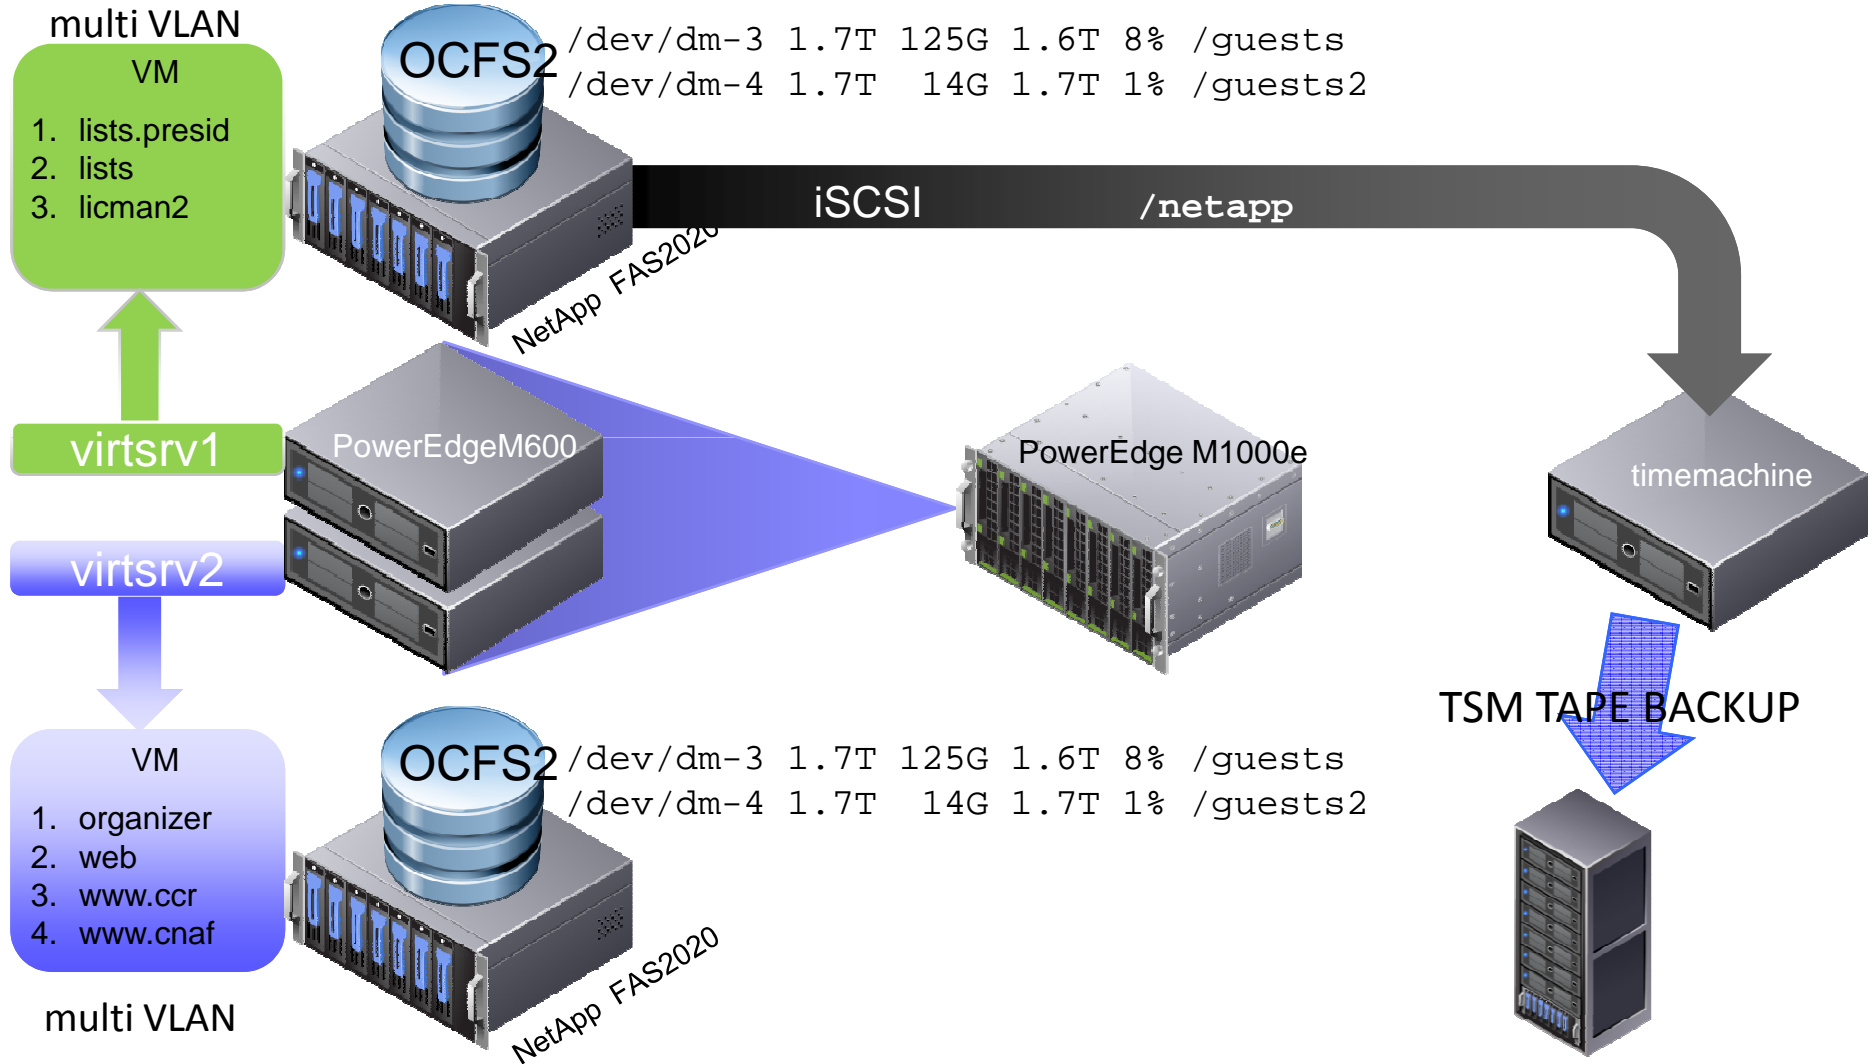 multi VLAN
VM
1. lists.presid
2. lists
3. licman2
OCFS2
/dev/dm-3 1.7T 125G 1.6T 8% /guests
/dev/dm-4 1.7T 14G 1.7T 1% /guests2
iSCSI /netapp
NetApp FAS2020
virtsrv1
PowerEdgeM600
PowerEdge M1000e
timemachine
virtsrv2
TSM TAPE BACKUP
VM
1. organizer
2. web
3. www.ccr
4. www.cnaf
multi VLAN
OCFS2
/dev/dm-3 1.7T 125G 1.6T 8% /guests
/dev/dm-4 1.7T 14G 1.7T 1% /guests2
NetApp FAS2020